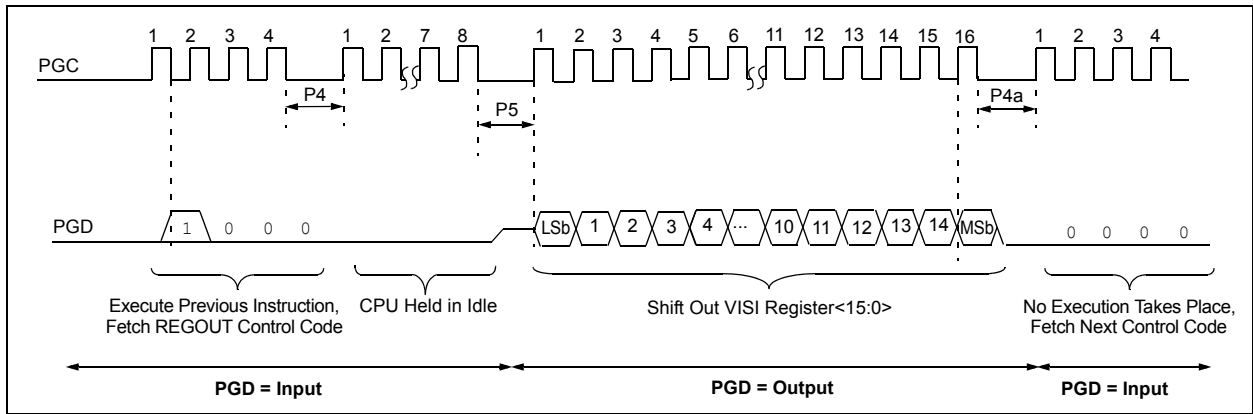 1 2 3 4 1 2 7 8 1 2 3 4 5 6 11 12 13 14 15 16 1 2 3 4
PGC
P4 P5 P4a
PGD
1 0 0 0 LSb 1 2 3 4 ... 10 11 12 13 14 MSb 0 0 0 0
Execute Previous Instruction,
Fetch REGOUT Control Code
CPU Held in Idle
Shift Out VISI Register<15:0>
No Execution Takes Place,
Fetch Next Control Code
PGD = Input PGD = Output PGD = Input